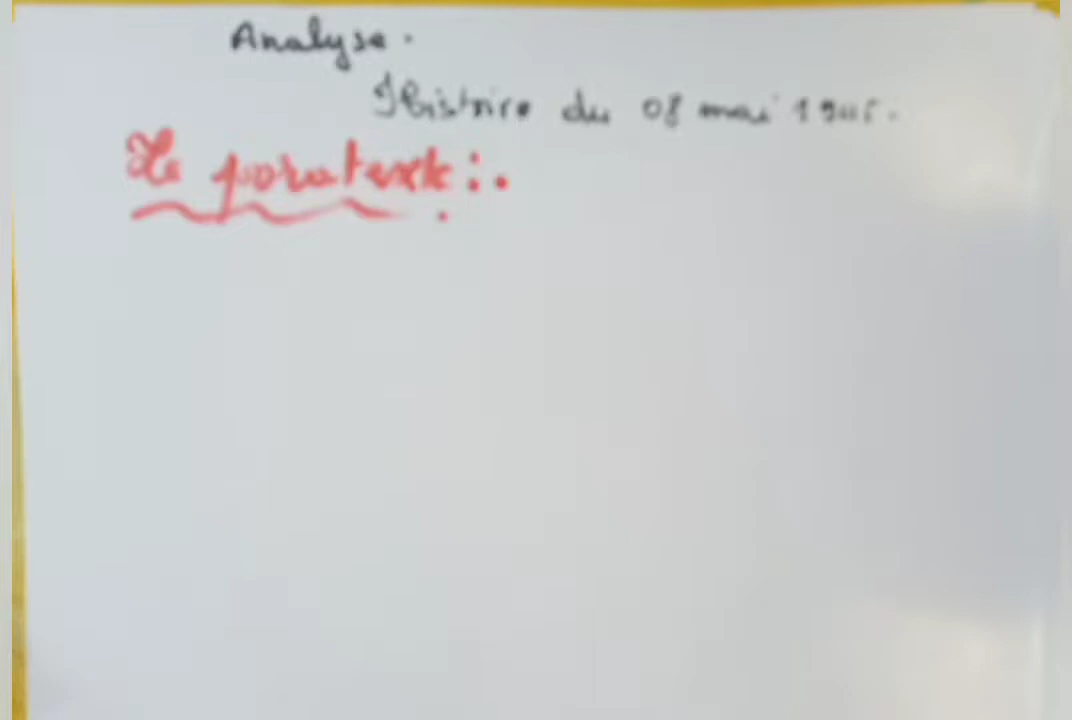 Analyse.
Histoire du 08 mai 1945.
Le paratexte :.